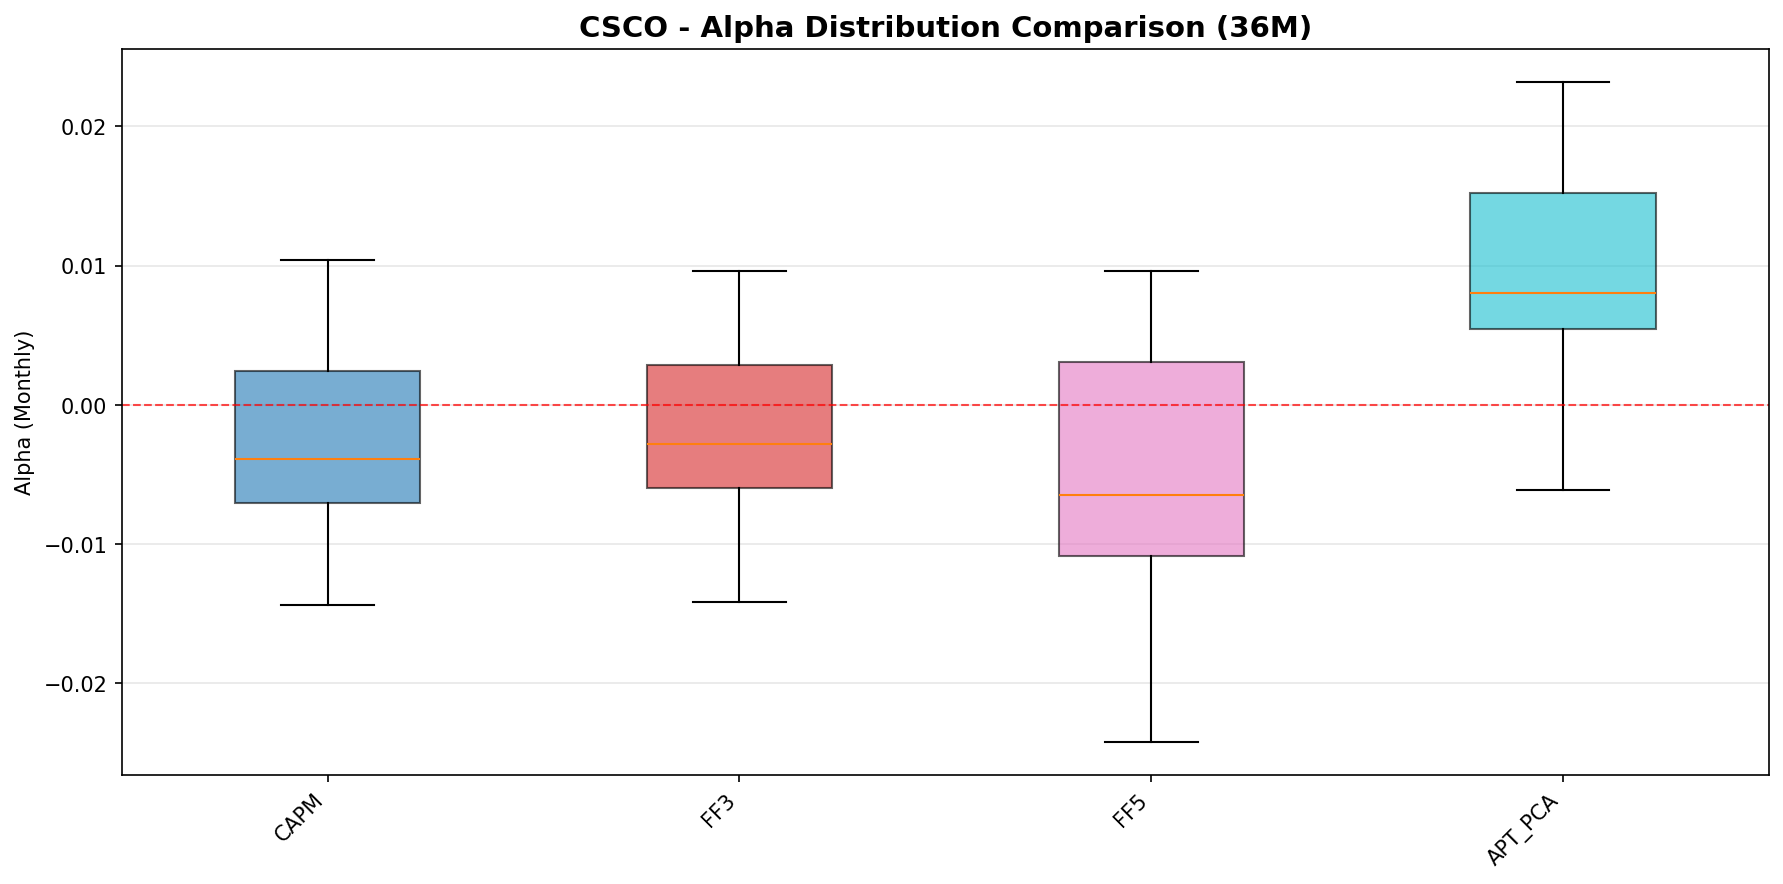 CSCO - Alpha Distribution Comparison (36M)
Alpha (Monthly)
0.02
0.01
0.00
−0.01
−0.02
CAPM
FF3
FF5
APT_PCA